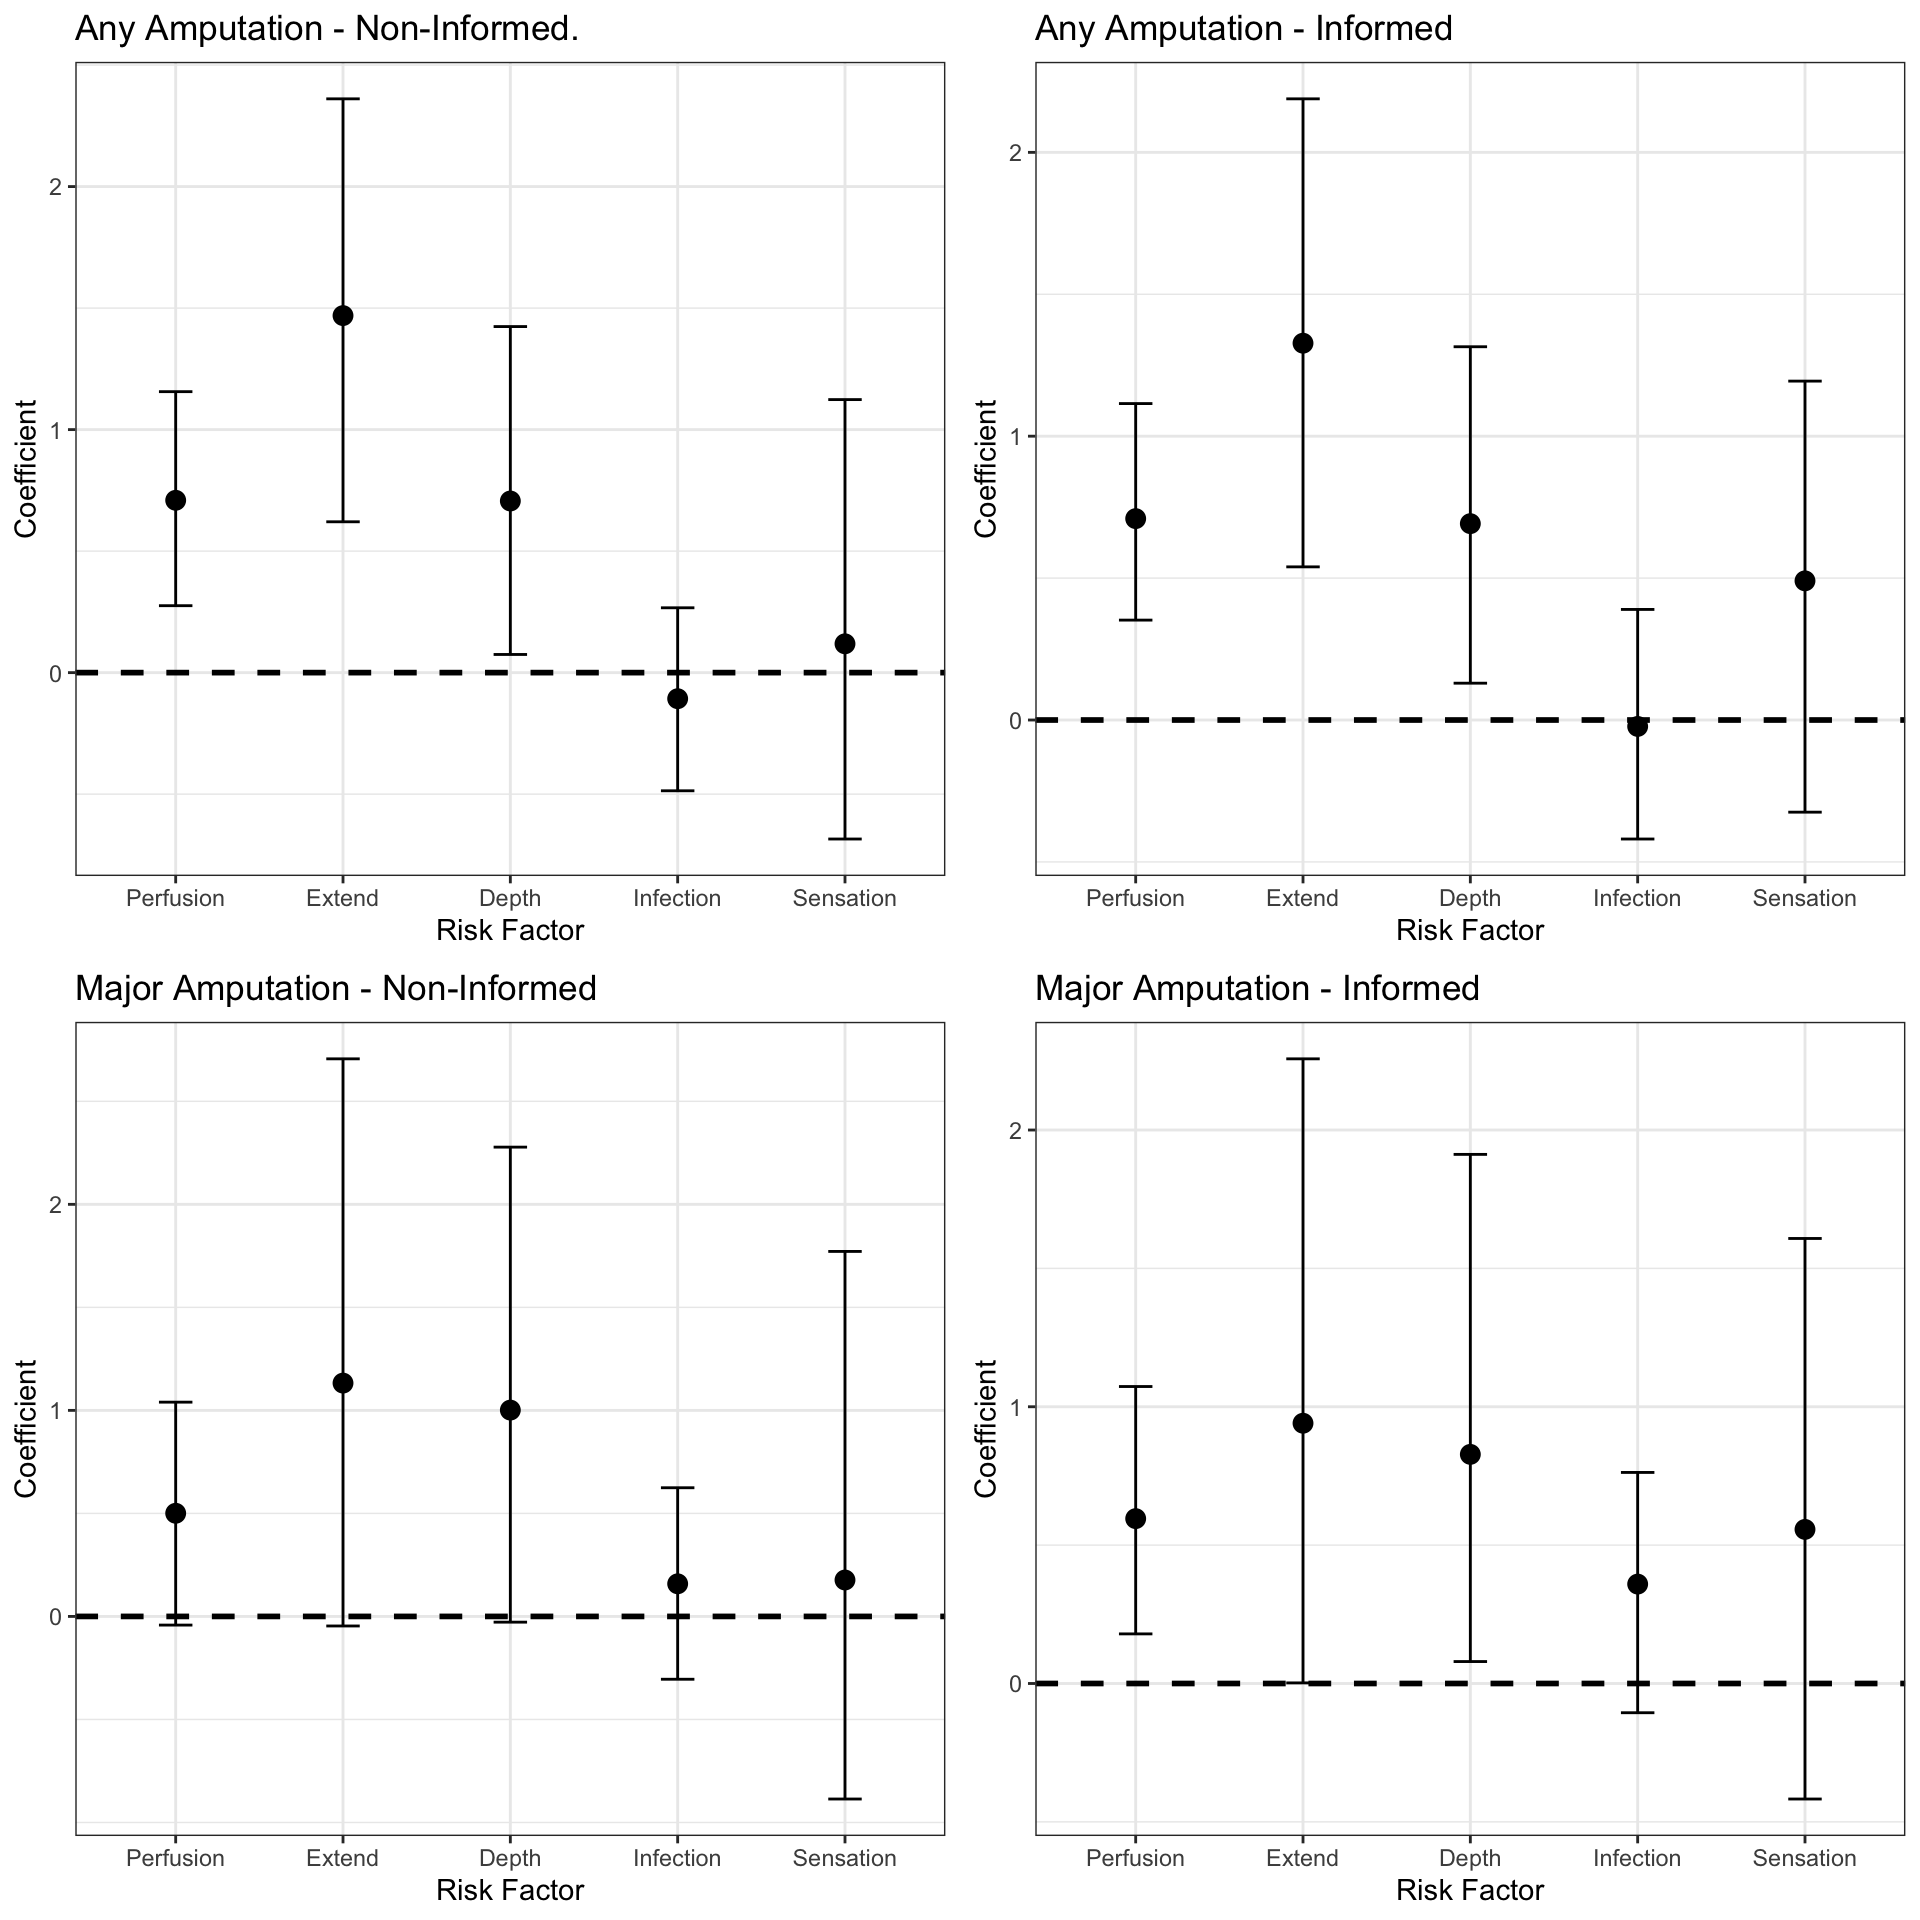 Any Amputation - Non-Informed.
2
1
0
Coefficient
Perfusion Extend Depth Infection Sensation
Risk Factor
Any Amputation - Informed
2
1
0
Coefficient
Perfusion Extend Depth Infection Sensation
Risk Factor
Major Amputation - Non-Informed
2
1
0
Coefficient
Perfusion Extend Depth Infection Sensation
Risk Factor
Major Amputation - Informed
2
1
0
Coefficient
Perfusion Extend Depth Infection Sensation
Risk Factor